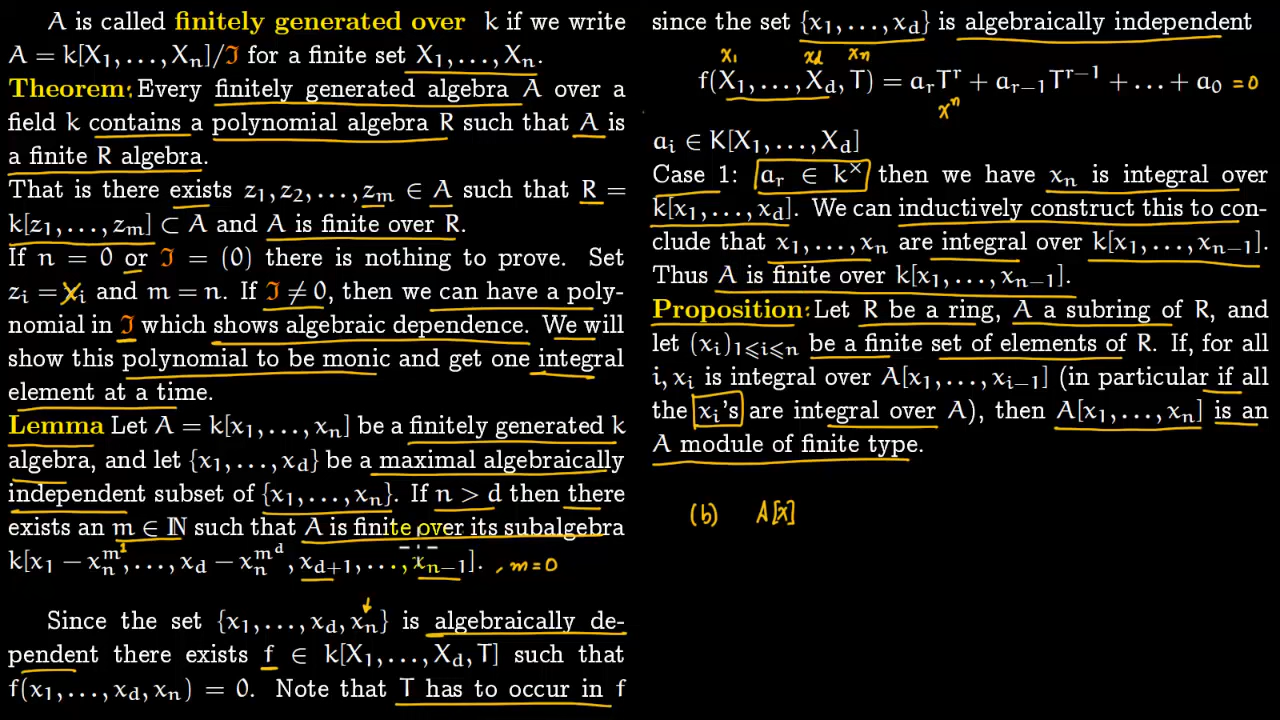 A is called finitely generated over k if we write
A = k[X₁, . . . , Xₙ]/ℑ for a finite set X₁, . . . , Xₙ.
Theorem: Every finitely generated algebra A over a
field k contains a polynomial algebra R such that A is
a finite R algebra.
That is there exists z₁, z₂, . . . , zₘ ∈ A such that R =
k[z₁, . . . , zₘ] ⊂ A and A is finite over R.
If n = 0 or ℑ = (0) there is nothing to prove. Set
zᵢ = xᵢ and m = n. If ℑ ≠ 0, then we can have a poly-
nomial in ℑ which shows algebraic dependence. We will
show this polynomial to be monic and get one integral
element at a time.
Lemma Let A = k[x₁, . . . , xₙ] be a finitely generated k
algebra, and let {x₁, . . . , x_d} be a maximal algebraically
independent subset of {x₁, . . . , xₙ}. If n > d then there
exists an m ∈ ℕ such that A is finite over its subalgebra
k[x₁ − xₙ^{m^1}, . . . , x_d − xₙ^{m^d}, x_{d+1}, . . . , x_{n−1}]. , m = 0
Since the set {x₁, . . . , x_d, xₙ} is algebraically de-
pendent there exists f ∈ k[X₁, . . . , X_d, T] such that
f(x₁, . . . , x_d, xₙ) = 0. Note that T has to occur in f
since the set {x₁, . . . , x_d} is algebraically independent
x₁ x_d xₙ
f(X₁, . . . , X_d, T) = a_r T^r + a_{r−1} T^{r−1} + . . . + a₀ = 0
xⁿ
aᵢ ∈ K[X₁, . . . , X_d]
Case 1: a_r ∈ k^× then we have xₙ is integral over
k[x₁, . . . , x_d]. We can inductively construct this to con-
clude that x₁, . . . , xₙ are integral over k[x₁, . . . , x_{n−1}].
Thus A is finite over k[x₁, . . . , x_{n−1}].
Proposition: Let R be a ring, A a subring of R, and
let (xᵢ)_{1⩽i⩽n} be a finite set of elements of R. If, for all
i, xᵢ is integral over A[x₁, . . . , x_{i−1}] (in particular if all
the xᵢ's are integral over A), then A[x₁, . . . , xₙ] is an
A module of finite type.
(b) A[x]